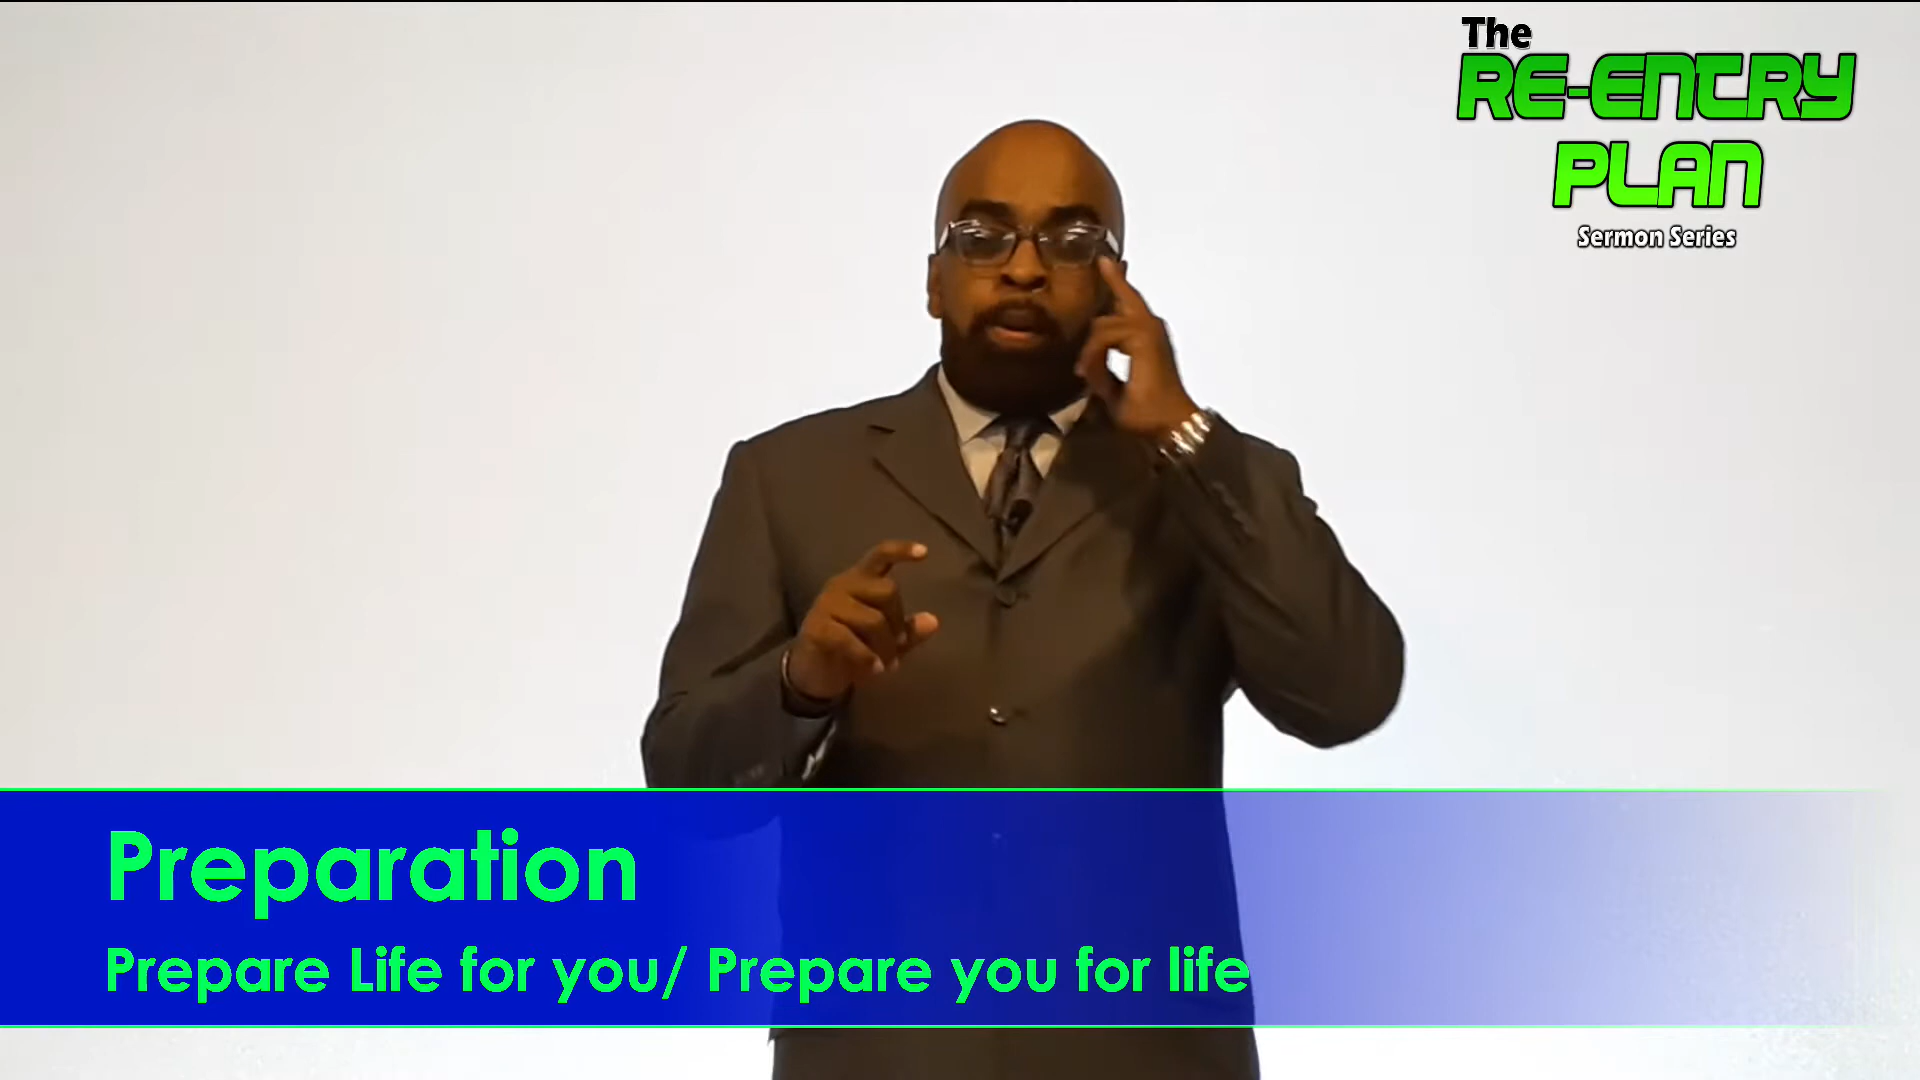 The
RE-ENTRY
PLAN
Sermon Series
Preparation
Prepare Life for you/ Prepare you for life